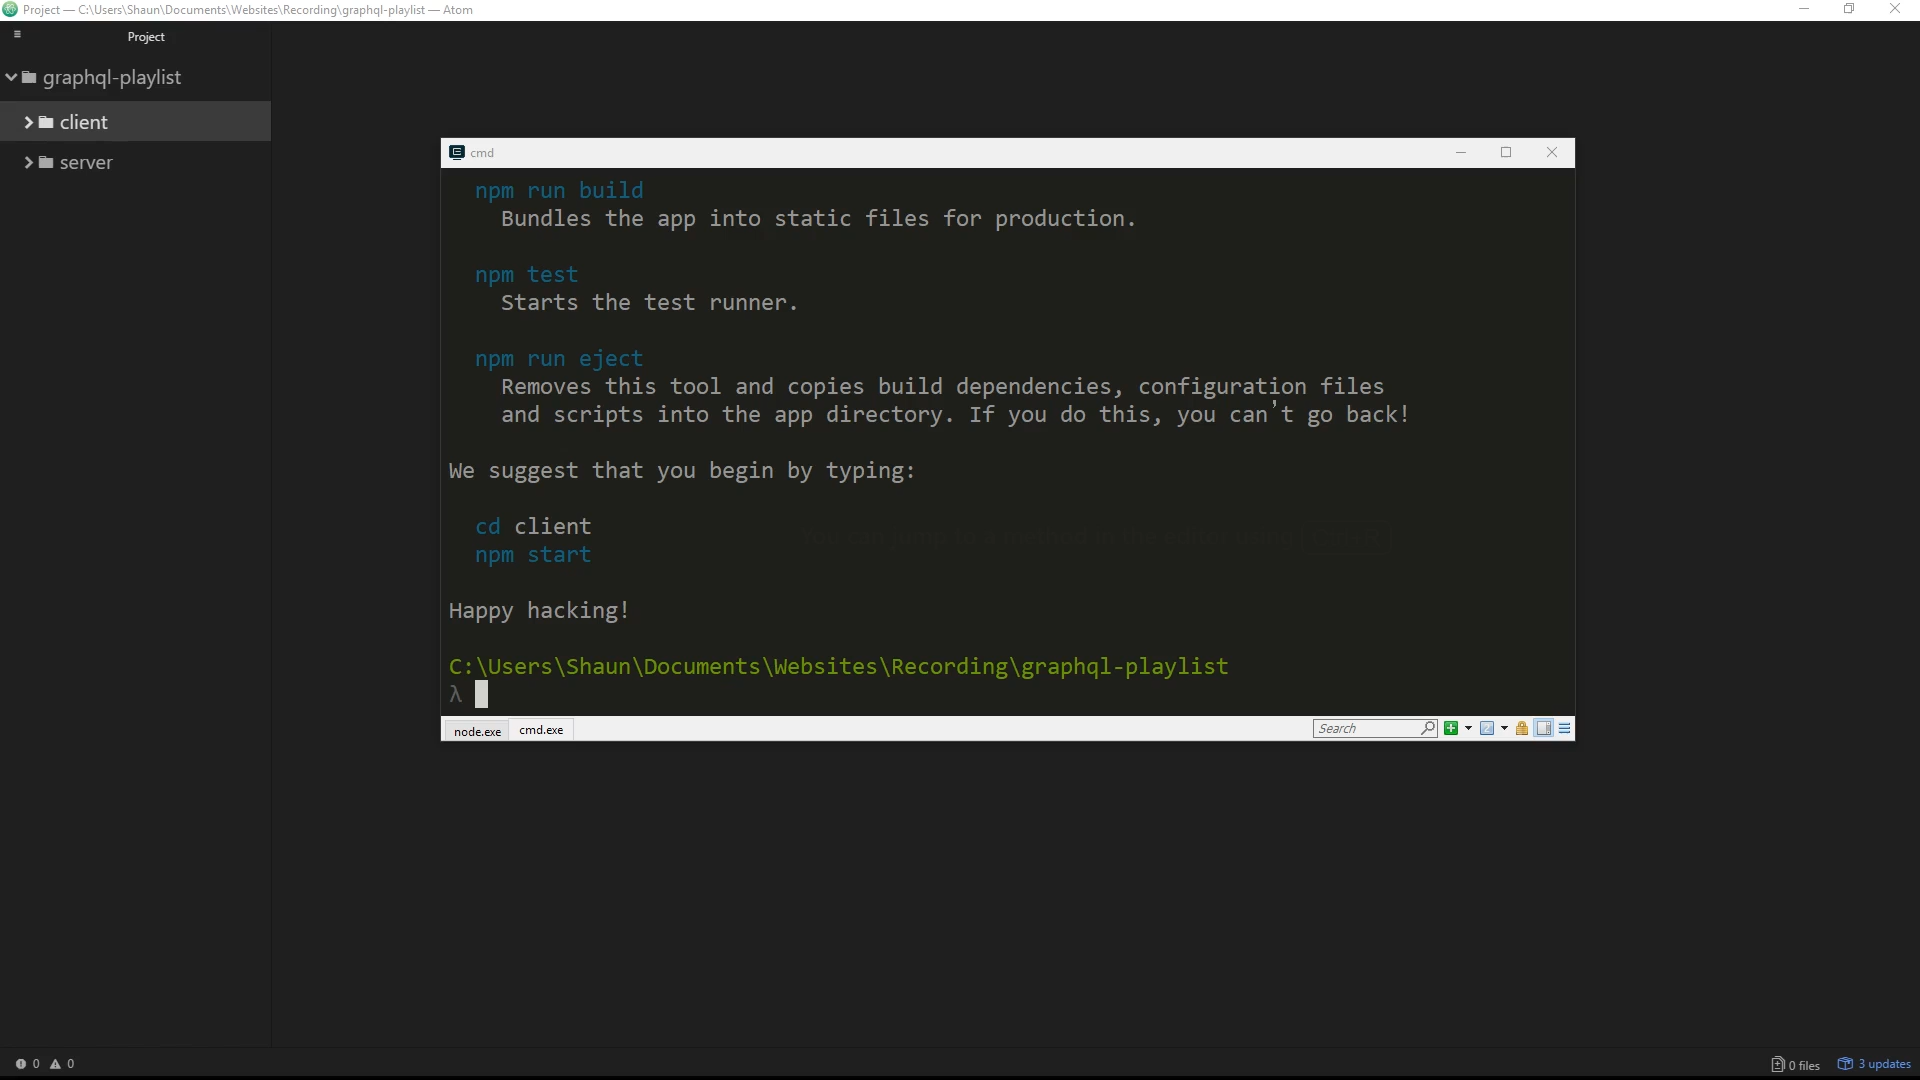 Project — C:\Users\Shaun\Documents\Websites\Recording\graphql-playlist — Atom
Project
graphql-playlist
client
server
cmd
npm run build
Bundles the app into static files for production.
npm test
Starts the test runner.
npm run eject
Removes this tool and copies build dependencies, configuration files
and scripts into the app directory. If you do this, you can't go back!
We suggest that you begin by typing:
cd client
npm start
Happy hacking!
C:\Users\Shaun\Documents\Websites\Recording\graphql-playlist
λ
node.exe
cmd.exe
Search
0 0
0 files
3 updates